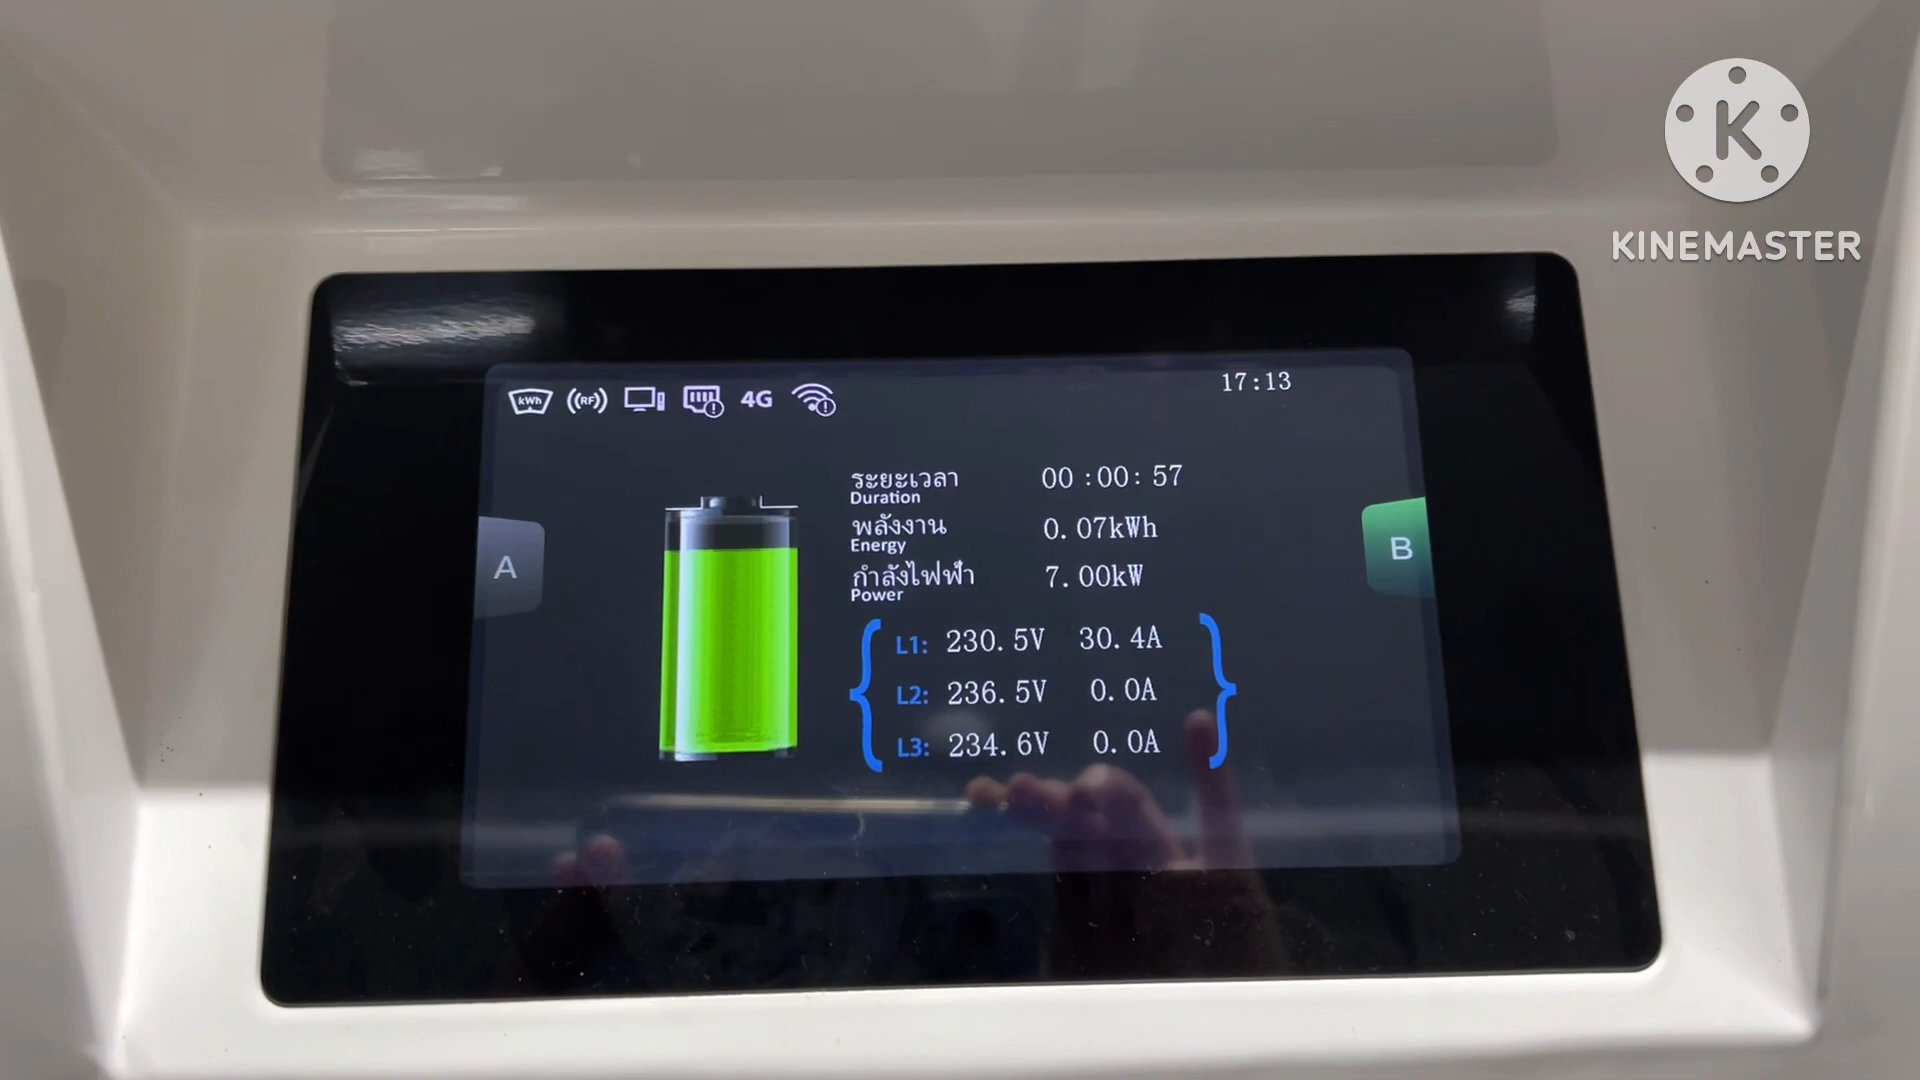 K
KINEMASTER
kWh RF 4G 17:13
ระยะเวลา 00:00:57
Duration
พลังงาน 0.07kWh
Energy
กำลังไฟฟ้า 7.00kW
Power
A
B
L1: 230.5V 30.4A
L2: 236.5V 0.0A
L3: 234.6V 0.0A